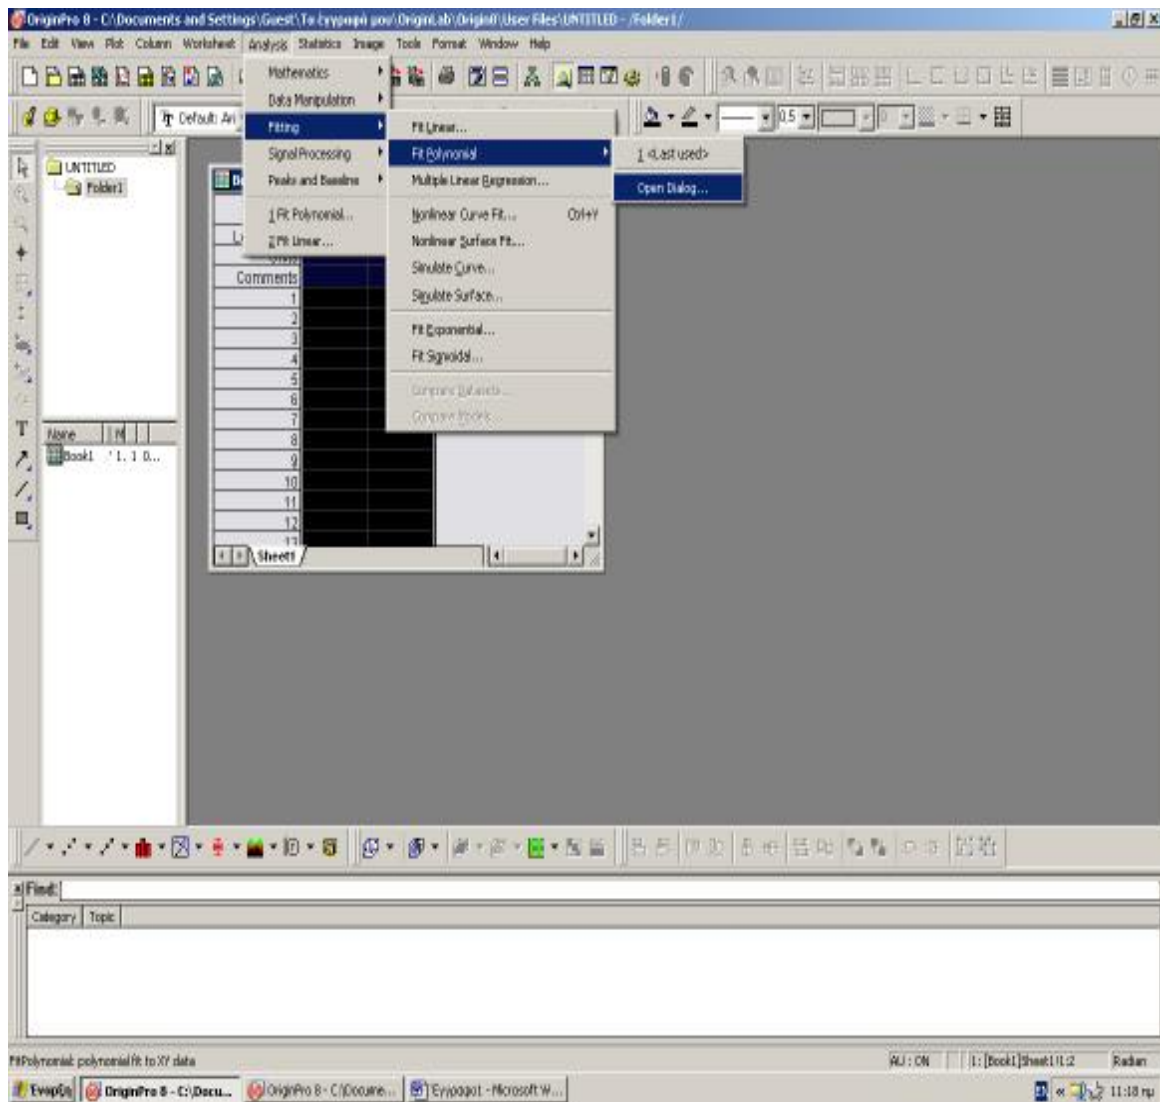 OriginPro 8 - C:\Documents and Settings\Guest\Τα έγγραφά μου\OriginLab\Origin8\User Files\UNTITLED - /Folder1/
File Edit View Plot Column Worksheet Analysis Statistics Image Tools Format Window Help
Default: Ari
0,5
0
Mathematics
Data Manipulation
Fitting
Signal Processing
Peaks and Baseline
1 Fit Polynomial...
2 Fit Linear...
Fit Linear...
Fit Polynomial
Multiple Linear Regression...
Nonlinear Curve Fit... Ctrl+Y
Nonlinear Surface Fit...
Simulate Curve...
Simulate Surface...
Fit Exponential...
Fit Sigmoidal...
Compare Datasets...
Compare Models...
1 <Last used>
Open Dialog...
UNTITLED
Folder1
Comments
1
2
3
4
5
6
7
8
9
10
11
12
13
Sheet1
Name
Book1
Find:
Category Topic
FitPolynomial: polynomial fit to XY data
AU : ON 1: [Book1]Sheet1!1:2 Radian
Έναρξη OriginPro 8 - C:\Docu... OriginPro 8 - C:\Docume... Έγγραφο1 - Microsoft W... EN « 11:18 πμ